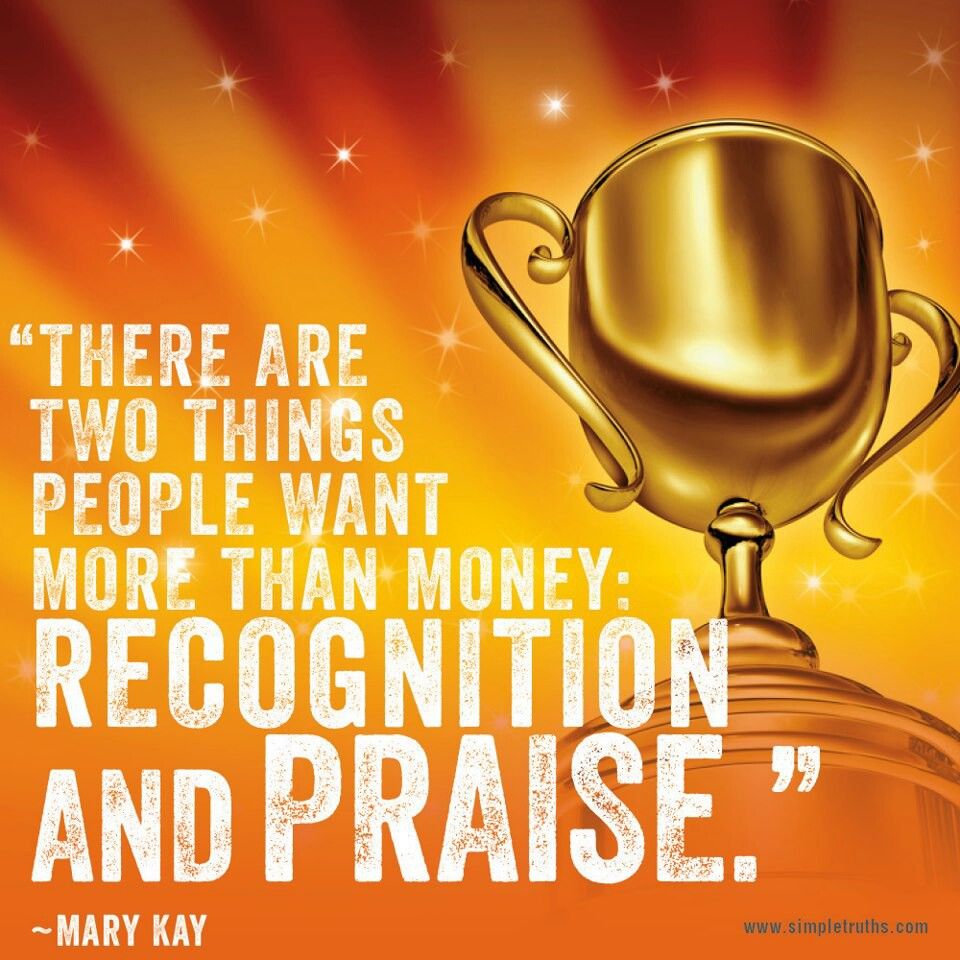 “THERE ARE
TWO THINGS
PEOPLE WANT
MORE THAN MONEY:
RECOGNITION
AND PRAISE.”
~MARY KAY
www.simpletruths.com